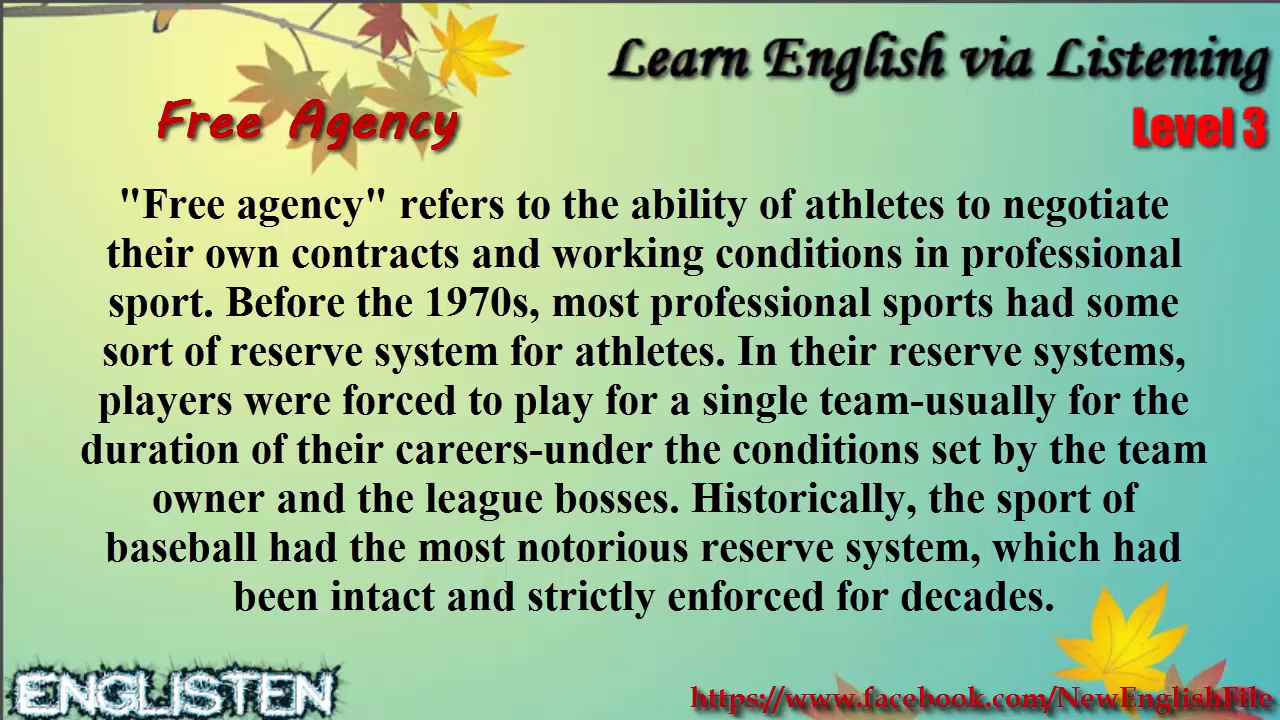 Learn English via Listening
Free Agency
Level 3
"Free agency" refers to the ability of athletes to negotiate
their own contracts and working conditions in professional
sport. Before the 1970s, most professional sports had some
sort of reserve system for athletes. In their reserve systems,
players were forced to play for a single team-usually for the
duration of their careers-under the conditions set by the team
owner and the league bosses. Historically, the sport of
baseball had the most notorious reserve system, which had
been intact and strictly enforced for decades.
ENGLISTEN
https://www.facebook.com/NewEnglishFile